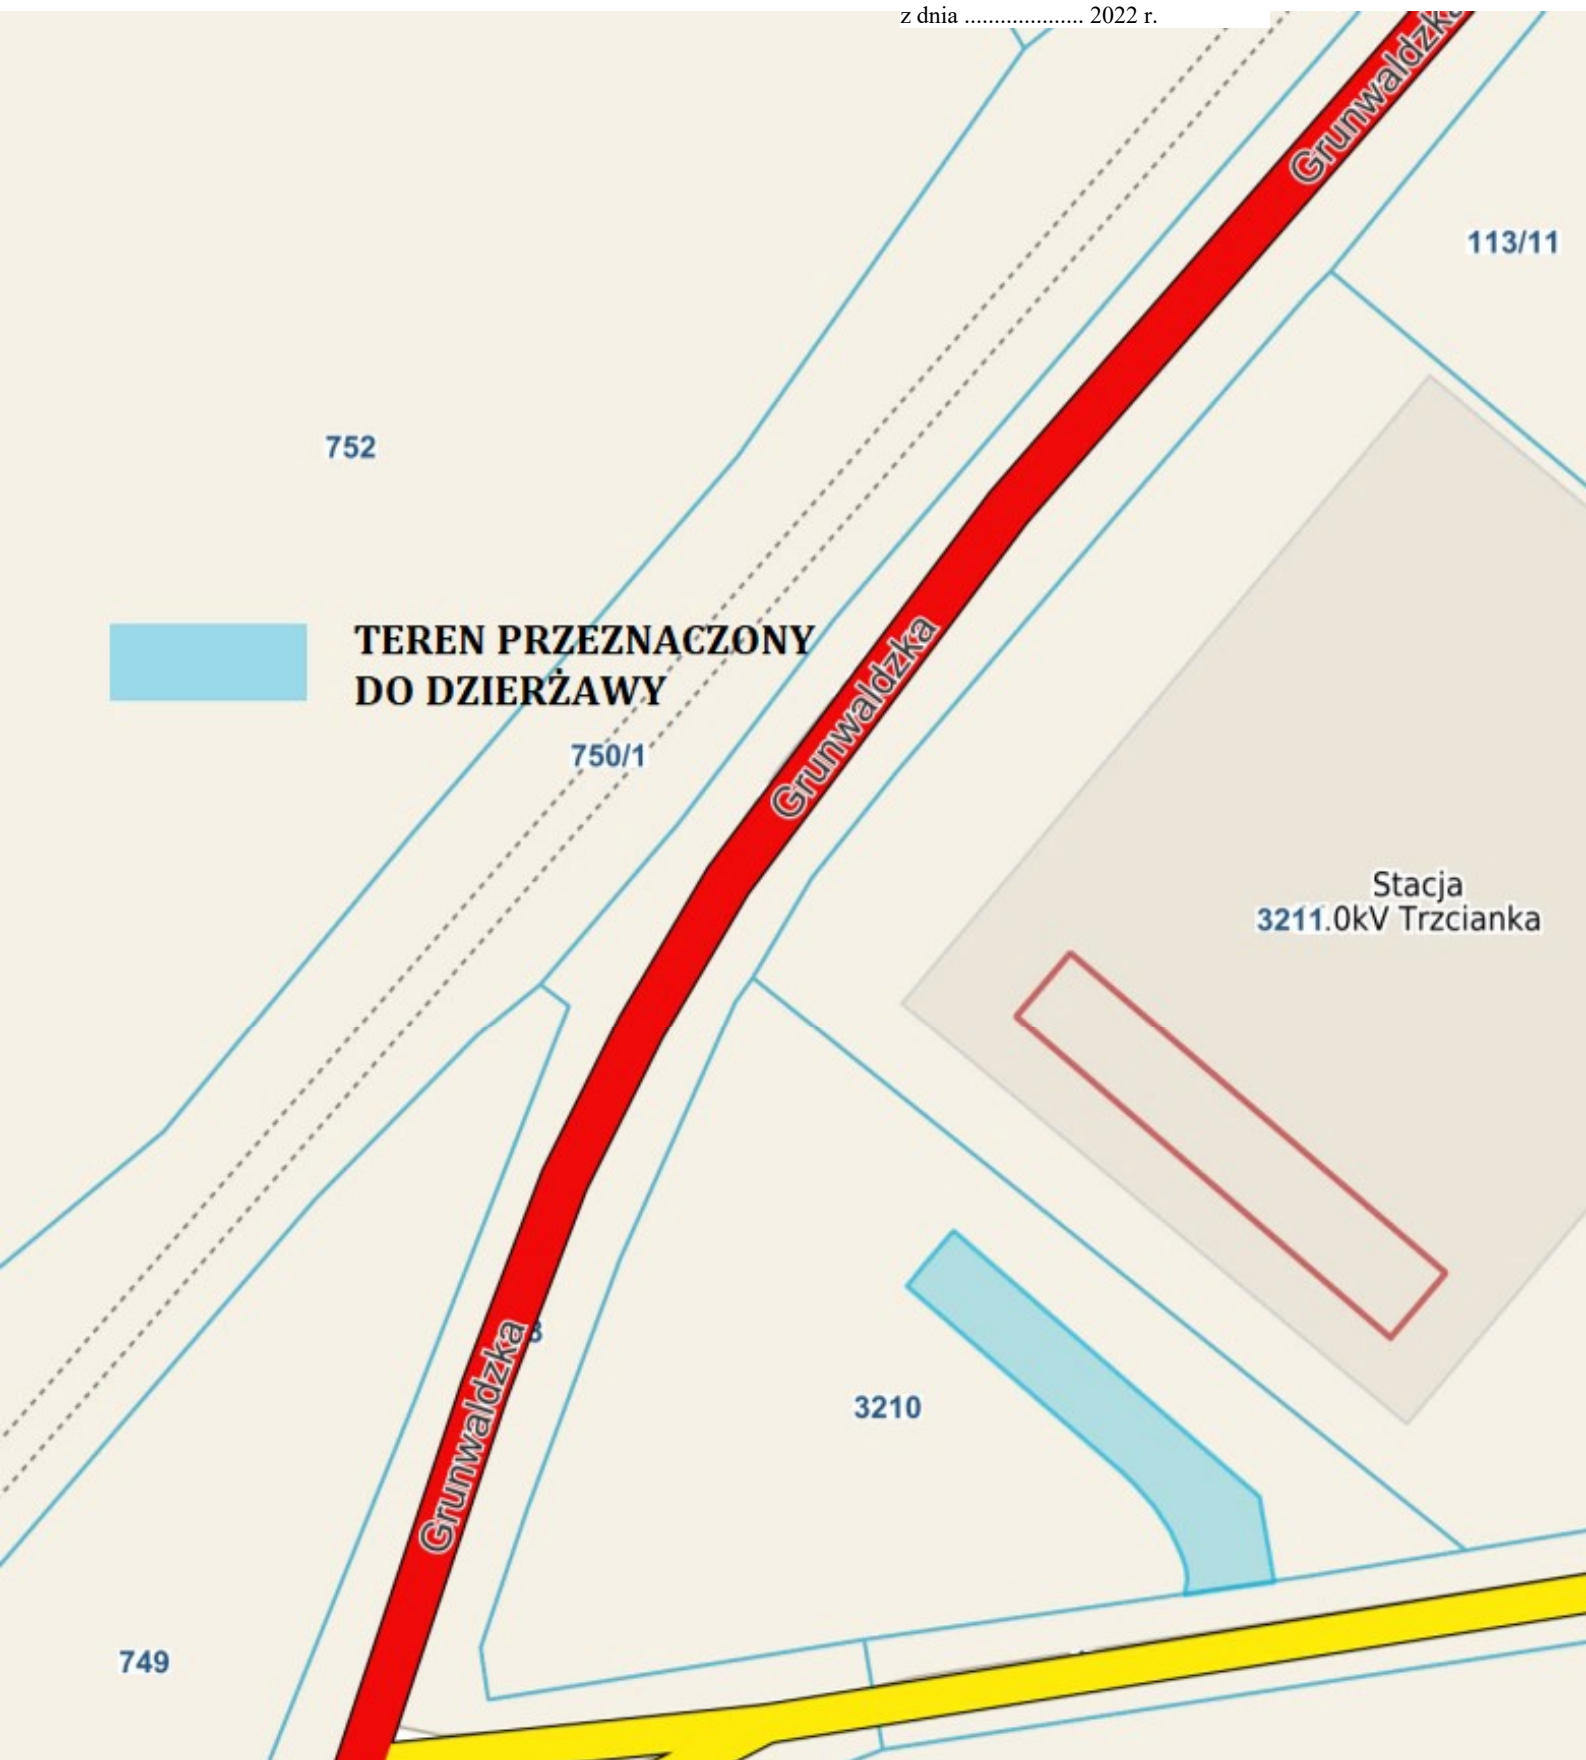 z dnia .................... 2022 r.
Grunwaldzka
113/11
752
TEREN PRZEZNACZONY
DO DZIERŻAWY
Grunwaldzka
750/1
Stacja
3211.0kV Trzcianka
Grunwaldzka
3210
749